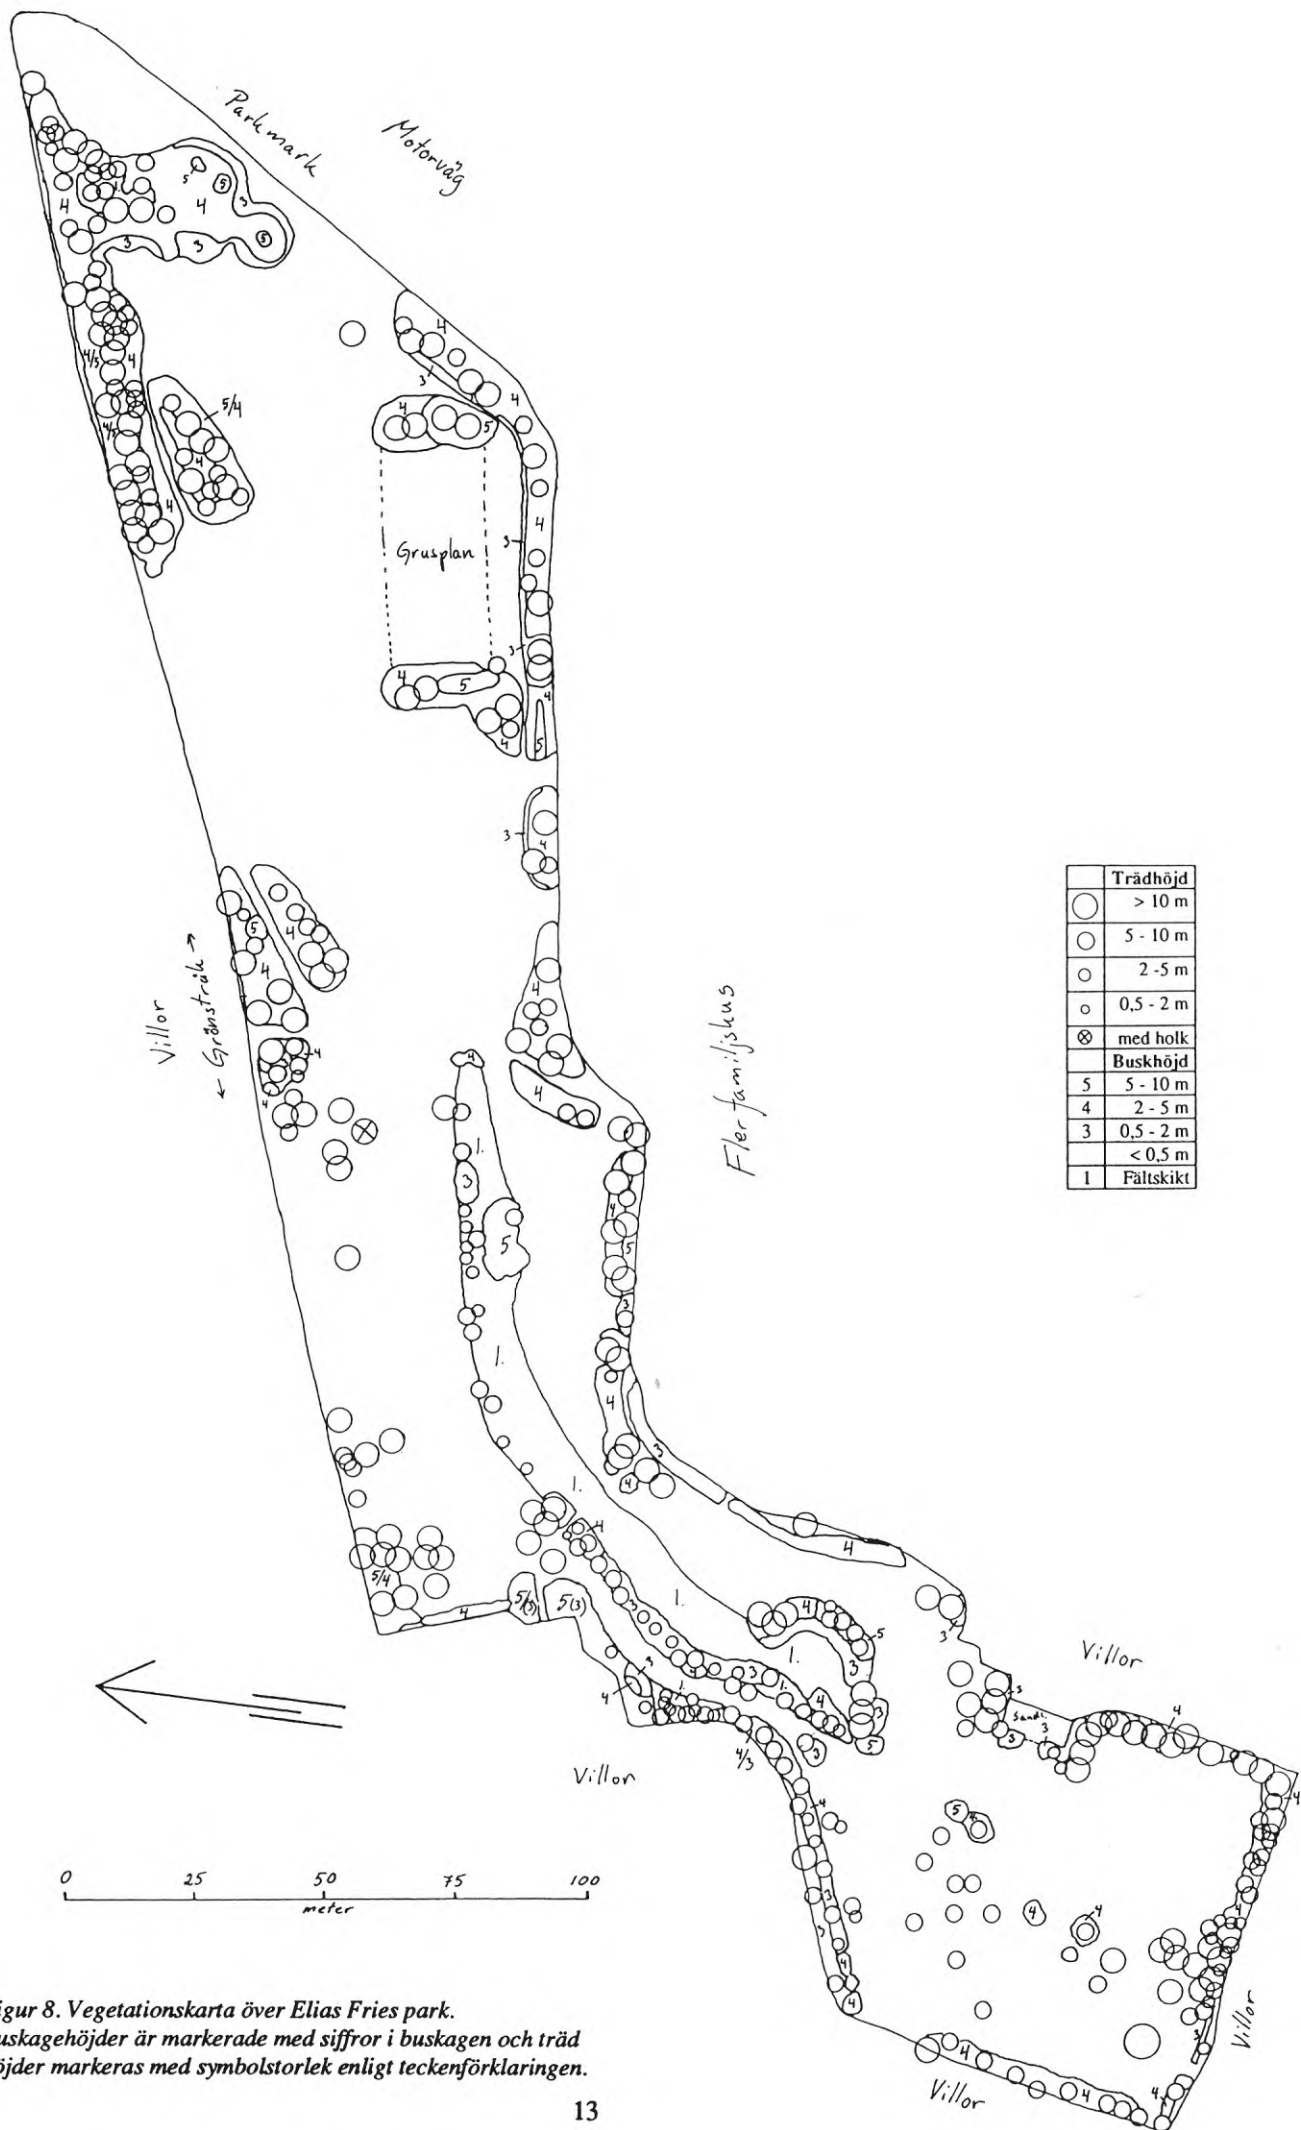 Parkmark
Motorväg
Grusplan
Villor
← Grönstråk →
Flerfamiljshus
Trädhöjd
> 10 m
5 - 10 m
2 -5 m
0,5 - 2 m
med holk
Buskhöjd
5 5 - 10 m
4 2 - 5 m
3 0,5 - 2 m
< 0,5 m
1 Fältskikt
Villor
Sandl.
Villor
Villor
Villor
0 25 50 75 100
meter
igur 8. Vegetationskarta över Elias Fries park.
uskagehöjder är markerade med siffror i buskagen och träd
öjder markeras med symbolstorlek enligt teckenförklaringen.
13